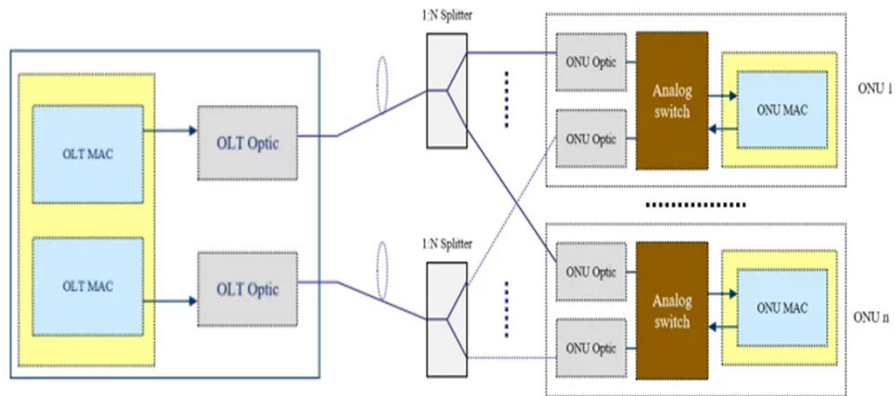 1:N Splitter
OLT MAC
OLT Optic
ONU Optic
ONU Optic
Analog
switch
ONU MAC
ONU 1
OLT MAC
OLT Optic
1:N Splitter
ONU Optic
ONU Optic
Analog
switch
ONU MAC
ONU n